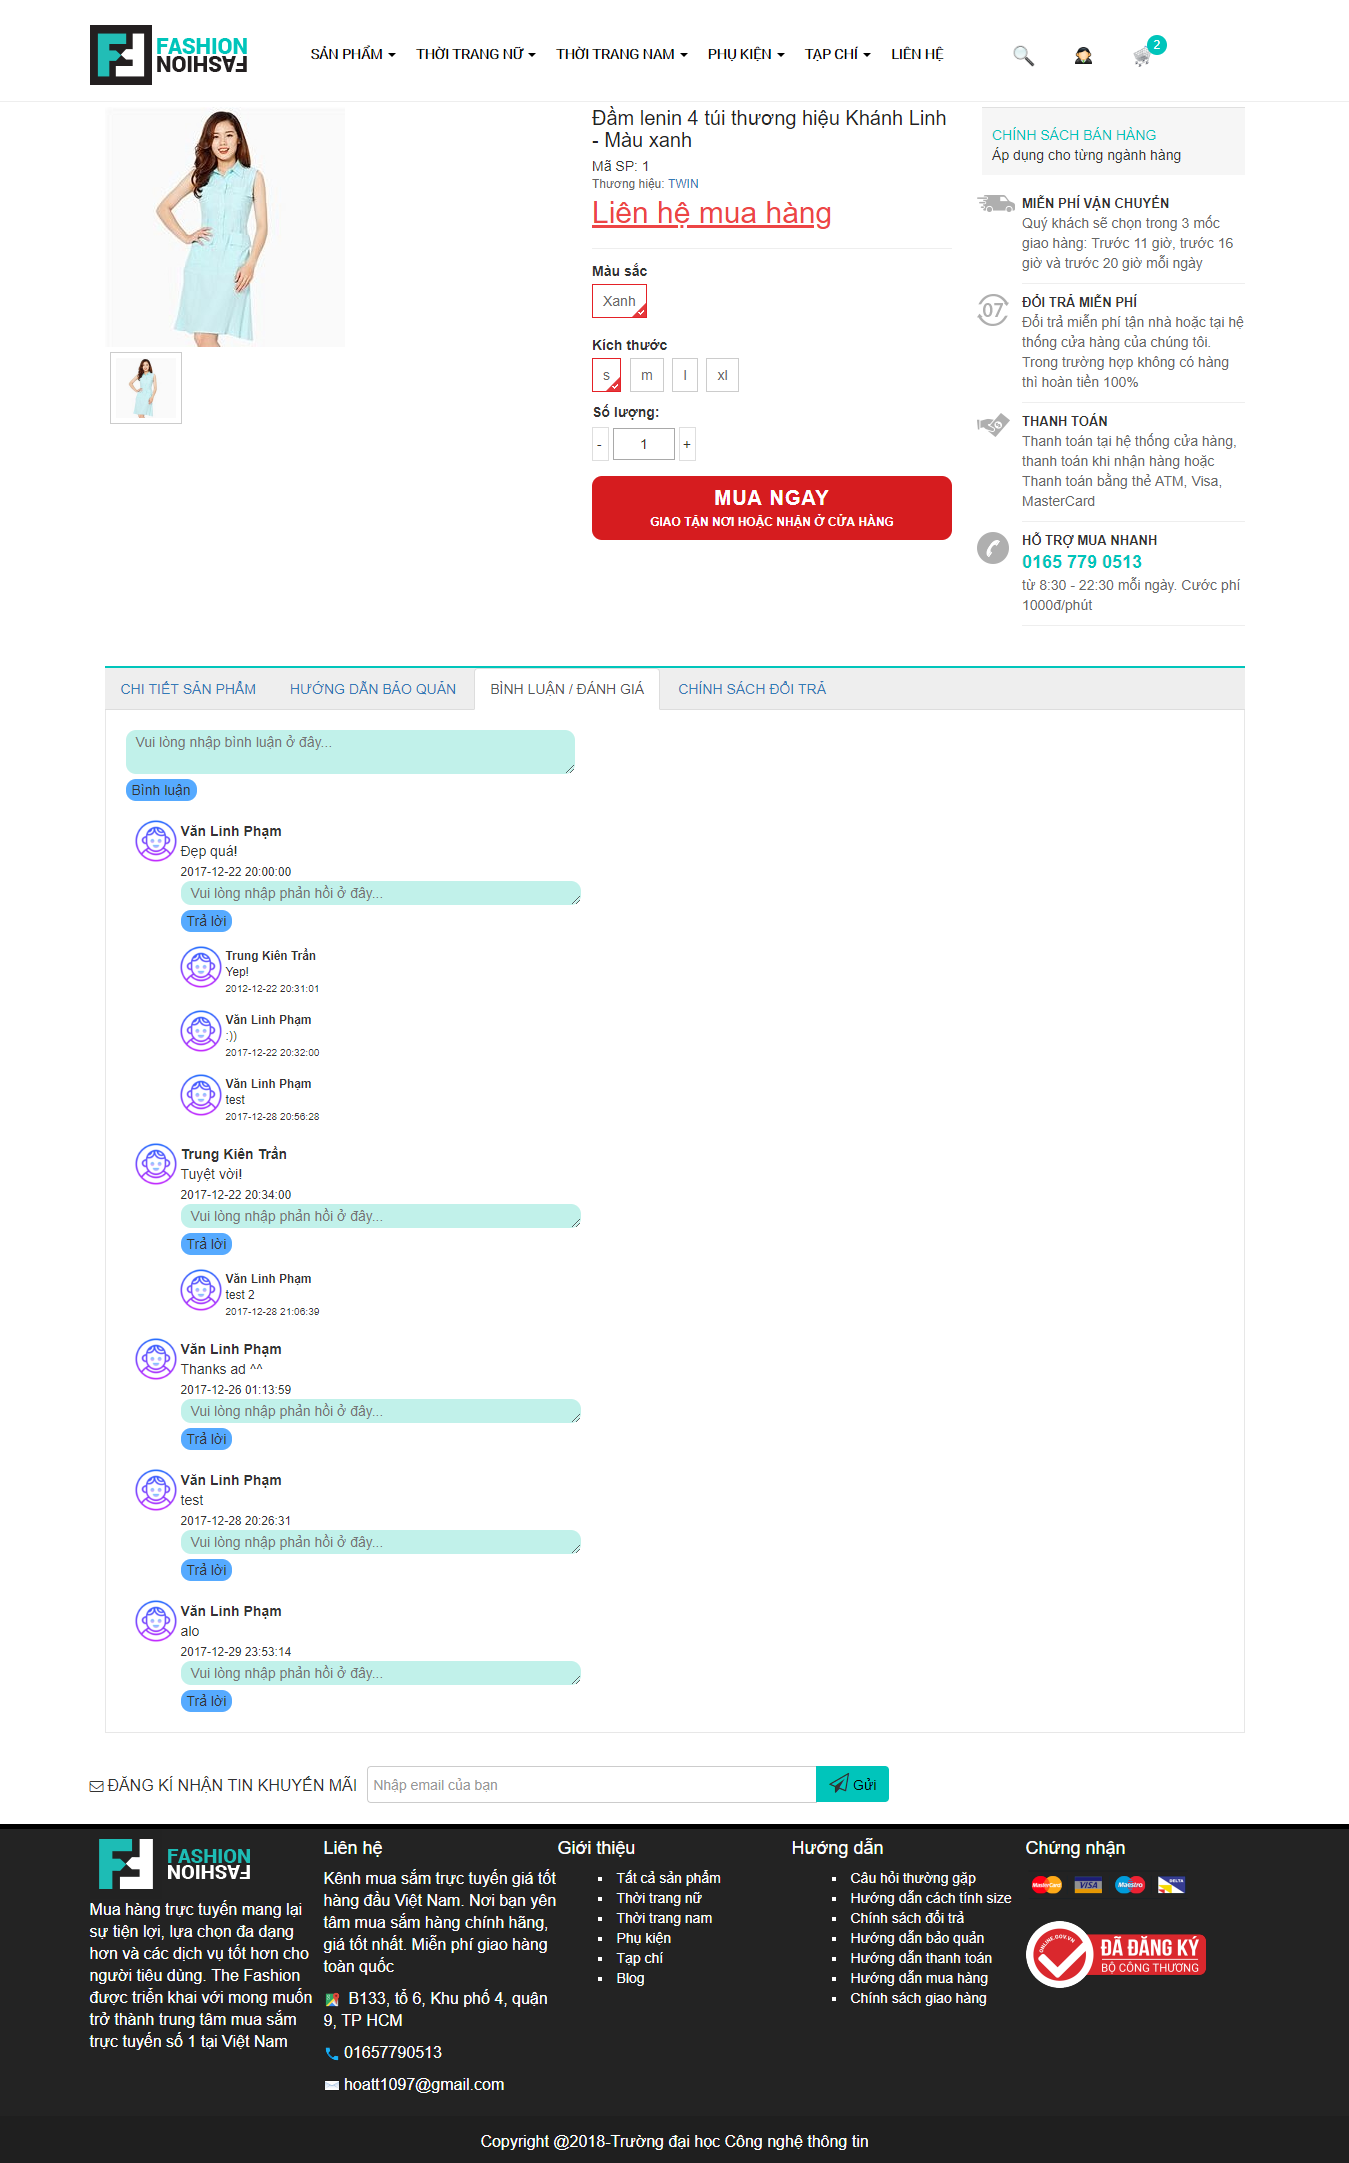 FASHION
FASHION
SẢN PHẨM
THỜI TRANG NỮ
THỜI TRANG NAM
PHỤ KIỆN
TẠP CHÍ
LIÊN HỆ
2
Đầm lenin 4 túi thương hiệu Khánh Linh
- Màu xanh
Mã SP: 1
Thương hiệu: TWIN
Liên hệ mua hàng
Màu sắc
Xanh
Kích thước
s
m
l
xl
Số lượng:
-
1
+
MUA NGAY
GIAO TẬN NƠI HOẶC NHẬN Ở CỬA HÀNG
CHÍNH SÁCH BÁN HÀNG
Áp dụng cho từng ngành hàng
MIỄN PHÍ VẬN CHUYỂN
Quý khách sẽ chọn trong 3 mốc
giao hàng: Trước 11 giờ, trước 16
giờ và trước 20 giờ mỗi ngày
07
ĐỔI TRẢ MIỄN PHÍ
Đổi trả miễn phí tận nhà hoặc tại hệ
thống cửa hàng của chúng tôi.
Trong trường hợp không có hàng
thì hoàn tiền 100%
THANH TOÁN
Thanh toán tại hệ thống cửa hàng,
thanh toán khi nhận hàng hoặc
Thanh toán bằng thẻ ATM, Visa,
MasterCard
HỖ TRỢ MUA NHANH
0165 779 0513
từ 8:30 - 22:30 mỗi ngày. Cước phí
1000đ/phút
CHI TIẾT SẢN PHẨM
HƯỚNG DẪN BẢO QUẢN
BÌNH LUẬN / ĐÁNH GIÁ
CHÍNH SÁCH ĐỔI TRẢ
Vui lòng nhập bình luận ở đây...
Bình luận
Văn Linh Phạm
Đẹp quá!
2017-12-22 20:00:00
Vui lòng nhập phản hồi ở đây...
Trả lời
Trung Kiên Trần
Yep!
2012-12-22 20:31:01
Văn Linh Phạm
:))
2017-12-22 20:32:00
Văn Linh Phạm
test
2017-12-28 20:56:28
Trung Kiên Trần
Tuyệt vời!
2017-12-22 20:34:00
Vui lòng nhập phản hồi ở đây...
Trả lời
Văn Linh Phạm
test 2
2017-12-28 21:06:39
Văn Linh Phạm
Thanks ad ^^
2017-12-26 01:13:59
Vui lòng nhập phản hồi ở đây...
Trả lời
Văn Linh Phạm
test
2017-12-28 20:26:31
Vui lòng nhập phản hồi ở đây...
Trả lời
Văn Linh Phạm
alo
2017-12-29 23:53:14
Vui lòng nhập phản hồi ở đây...
Trả lời
ĐĂNG KÍ NHẬN TIN KHUYẾN MÃI
Nhập email của bạn
Gửi
FASHION
FASHION
Mua hàng trực tuyến mang lại
sự tiện lợi, lựa chọn đa dạng
hơn và các dịch vụ tốt hơn cho
người tiêu dùng. The Fashion
được triển khai với mong muốn
trở thành trung tâm mua sắm
trực tuyến số 1 tại Việt Nam
Liên hệ
Kênh mua sắm trực tuyến giá tốt
hàng đầu Việt Nam. Nơi bạn yên
tâm mua sắm hàng chính hãng,
giá tốt nhất. Miễn phí giao hàng
toàn quốc
B133, tổ 6, Khu phố 4, quận
9, TP HCM
01657790513
hoatt1097@gmail.com
Giới thiệu
Tất cả sản phẩm
Thời trang nữ
Thời trang nam
Phụ kiện
Tạp chí
Blog
Hướng dẫn
Câu hỏi thường gặp
Hướng dẫn cách tính size
Chính sách đổi trả
Hướng dẫn bảo quản
Hướng dẫn thanh toán
Hướng dẫn mua hàng
Chính sách giao hàng
Chứng nhận
MasterCard
VISA
Maestro
DELTA
ONLINE.GOV.VN
ĐÃ ĐĂNG KÝ
BỘ CÔNG THƯƠNG
Copyright @2018-Trường đại học Công nghệ thông tin